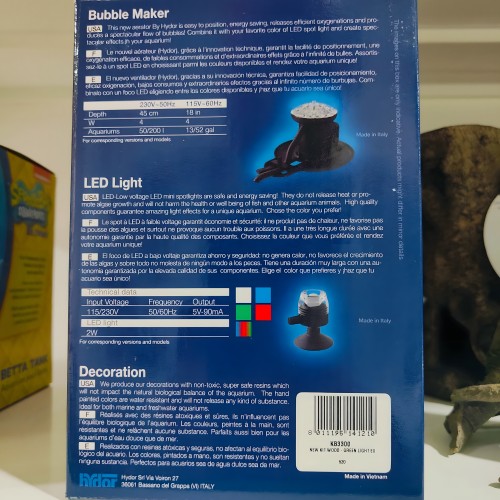 Bubble Maker
USA This new aerator By Hydor is easy to position, energy saving, releases efficient oxygenations and pro-
duces a spectacular flow of bubbles! Combine it with your favorite color of LED spot light and create spec-
lacular effects in your aquarium!
F Le nouvel aérateur (Hydor), grâce à l'innovation technique, garantit la facilité de positionnement, une
oxygénation efficace, de faibles consommations et d'extraordinaires effets grâce à l'infinité de bulles. Assortis-
sez-le à un spot LED en choisissant parmi les couleurs disponibles et rendez votre aquarium unique!
E El nuevo ventilador (Hydor), gracias a su innovación técnica, garantiza facilidad de posicionamiento,
eficaz oxigenación, bajos consumos y extraordinarios efectos gracias al infinito número de burbujas. Com-
bínalo con un foco LED eligiendo entre los colores disponibles y ¡haz que tu acuario sea único!
230V~50Hz 115V~60Hz
Depth 45 cm 18 in
W 4 4
Aquariums 50/200 l 13/52 gal
For corresponding versions and models
Made in Italy
LED Light
USA LED-Low voltage LED mini spotlights are safe and energy saving! They do not release heat or pro-
mote algae growth and will not harm the health or well being of fish and other aquarium animals. High quality
components guarantee amazing light effects for a unique aquarium. Chose the color you prefer!
F Le spot à LED à faible voltage garantit économie et sécurité: il ne produit pas de chaleur, ne favorise pas
la pousse des algues et surtout ne provoque aucun trouble aux poissons. Il a une très longue durée avec une
autonomie garantie par la haute qualité des composants. Choisissez la couleur que vous préférez et rendez
votre aquarium unique!
E El foco de LED a bajo voltaje garantiza ahorro y seguridad: no genera calor, no favorece el crecimiento
de las algas y sobre todo no molesta de ningún modo a los peces. Tiene una duración muy larga con una au-
tonomía garantizada por la elevada calidad de sus componentes. Elige el color que prefieres y ¡haz que tu
acuario sea único!
Technical data
Input Voltage Frequency Output
115/230V 50/60Hz 5V-90mA
LED light
2W
For corresponding versions and models
Made in Italy
Decoration
USA We produce our decorations with non-toxic, super safe resins which
will not impact the natural biological balance of the aquarium. The hand
painted colors are water resistant and will not release any kind of substance.
Ideal for both marine and freshwater aquariums.
F Réalisés avec des résines atoxiques et sûres, ils n'influencent pas
l'équilibre biologique de l'aquarium. Les couleurs, peintes à la main, sont
résistantes et ne relâchent aucune substance. Parfaits aussi bien pour les
aquariums d'eau douce que de mer.
E Realizados con resinas atóxicas y seguras, no afectan al equilibrio bio-
lógico del acuario. Los colores, pintados a mano, son resistentes y no sueltan
ninguna sustancia. Perfectos para acuarios sea de agua dulce sea de mar.
8 011195 141210
NB3300
Made in Vietnam
Hydor Hydor Srl Via Voiron 27
36061 Bassano del Grappa (VI) ITALY
BETTA TANK